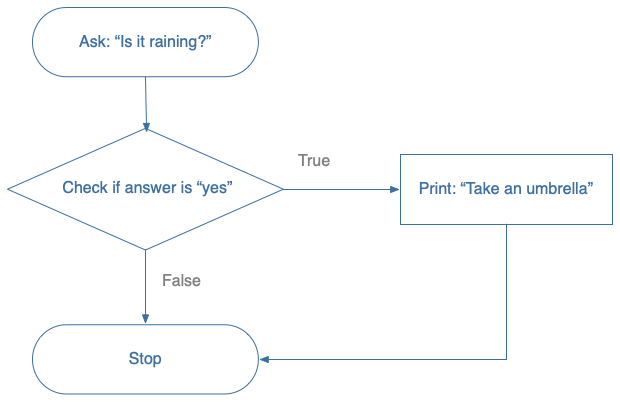 Ask: “Is it raining?”
Check if answer is “yes”
True
Print: “Take an umbrella”
False
Stop